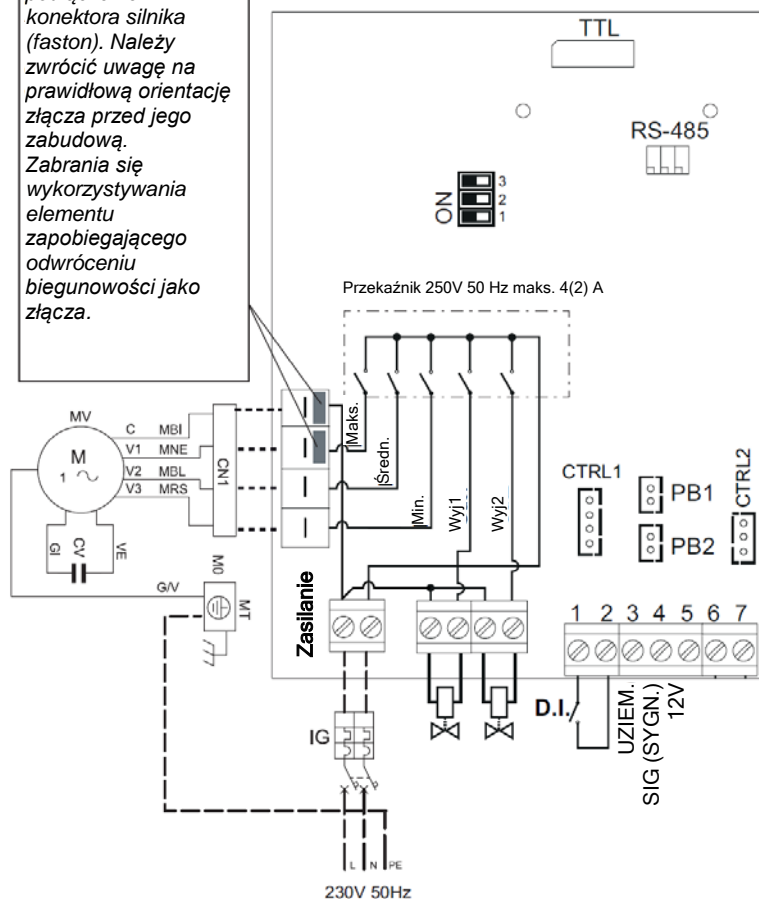 konektora silnika
(faston). Należy
zwrócić uwagę na
prawidłową orientację
złącza przed jego
zabudową.
Zabrania się
wykorzystywania
elementu
zapobiegającego
odwróceniu
biegunowości jako
złącza.
TTL
RS-485
ON
3
2
1
Przekaźnik 250V 50 Hz maks. 4(2) A
Maks.
Średn.
Min.
Wyj1
Wyj2
MV
M
1 ~
C MBI
V1 MNE
V2 MBL
V3 MRS
CN1
GI
CV
VE
G/V
M0
MT
Zasilanie
CTRL1
PB1
PB2
CTRL2
1 2 3 4 5 6 7
D.I.
UZIEM.
SIG (SYGN.)
12V
IG
L N PE
230V 50Hz